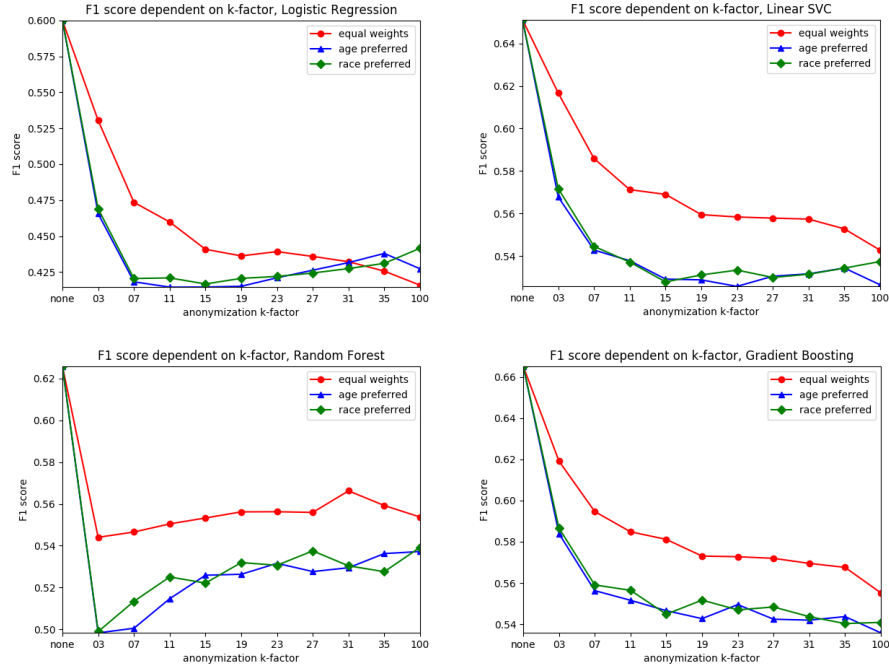 F1 score dependent on k-factor, Logistic Regression
0.600
0.575
0.550
0.525
0.500
0.475
0.450
0.425
F1 score
equal weights
age preferred
race preferred
none 03 07 11 15 19 23 27 31 35 100
anonymization k-factor
F1 score dependent on k-factor, Linear SVC
0.64
0.62
0.60
0.58
0.56
0.54
F1 score
equal weights
age preferred
race preferred
none 03 07 11 15 19 23 27 31 35 100
anonymization k-factor
F1 score dependent on k-factor, Random Forest
0.62
0.60
0.58
0.56
0.54
0.52
0.50
F1 score
equal weights
age preferred
race preferred
none 03 07 11 15 19 23 27 31 35 100
anonymization k-factor
F1 score dependent on k-factor, Gradient Boosting
0.66
0.64
0.62
0.60
0.58
0.56
0.54
F1 score
equal weights
age preferred
race preferred
none 03 07 11 15 19 23 27 31 35 100
anonymization k-factor